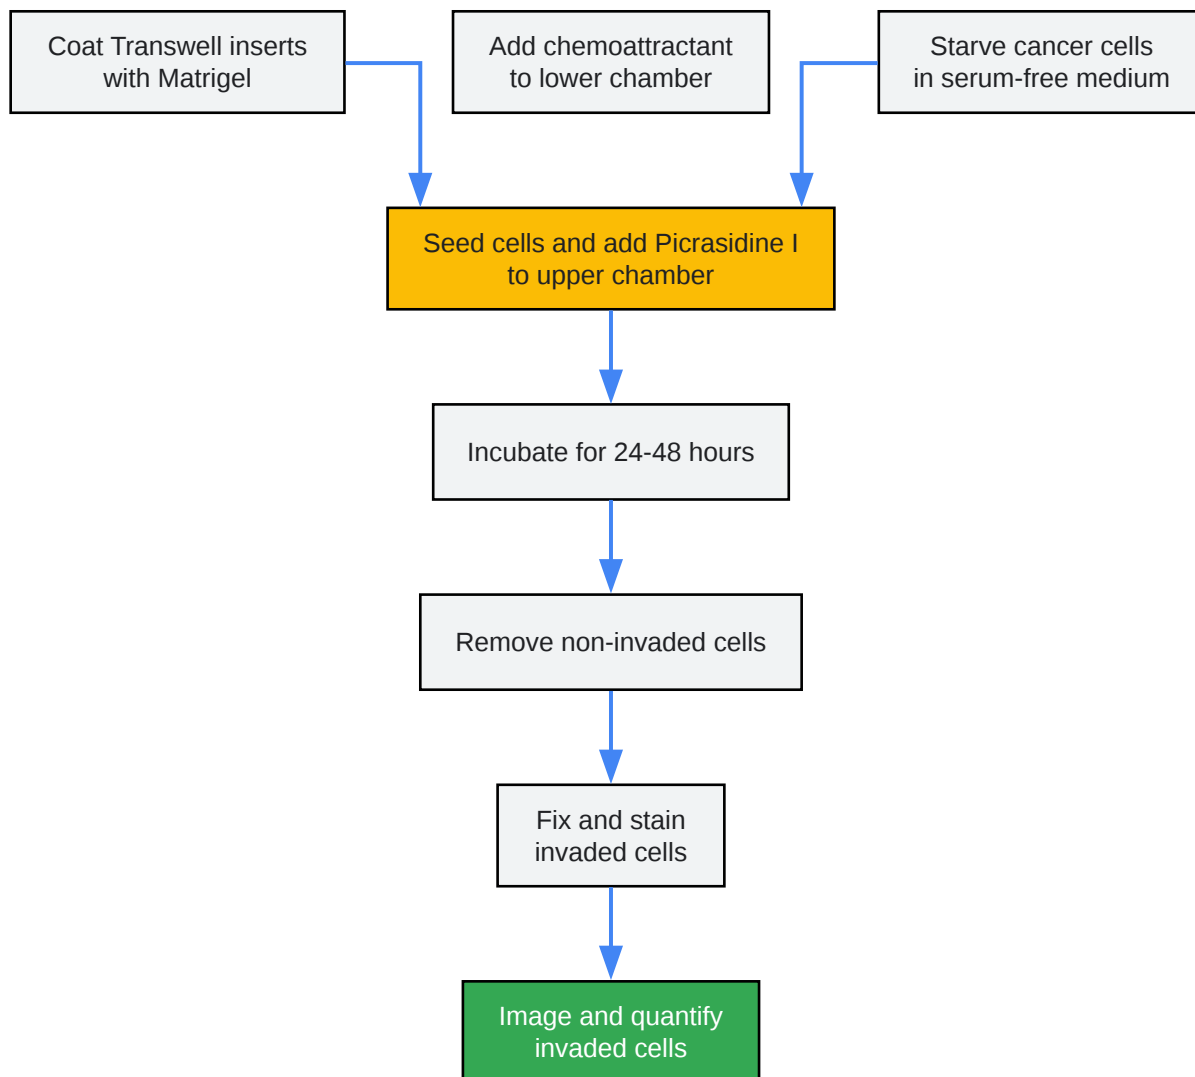 Coat Transwell inserts
with Matrigel
Add chemoattractant
to lower chamber
Starve cancer cells
in serum-free medium
Seed cells and add Picrasidine I
to upper chamber
Incubate for 24-48 hours
Remove non-invaded cells
Fix and stain
invaded cells
Image and quantify
invaded cells